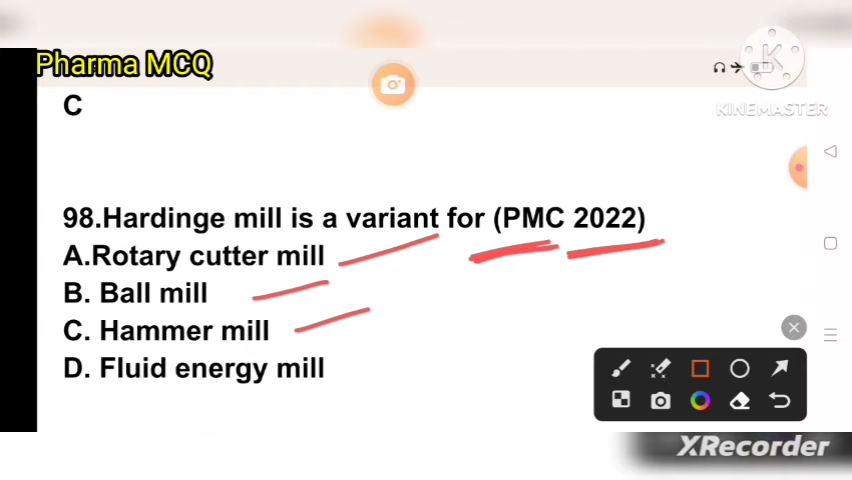 Pharma MCQ
KINEMASTER
C
98.Hardinge mill is a variant for (PMC 2022)
A.Rotary cutter mill
B. Ball mill
C. Hammer mill
D. Fluid energy mill
XRecorder